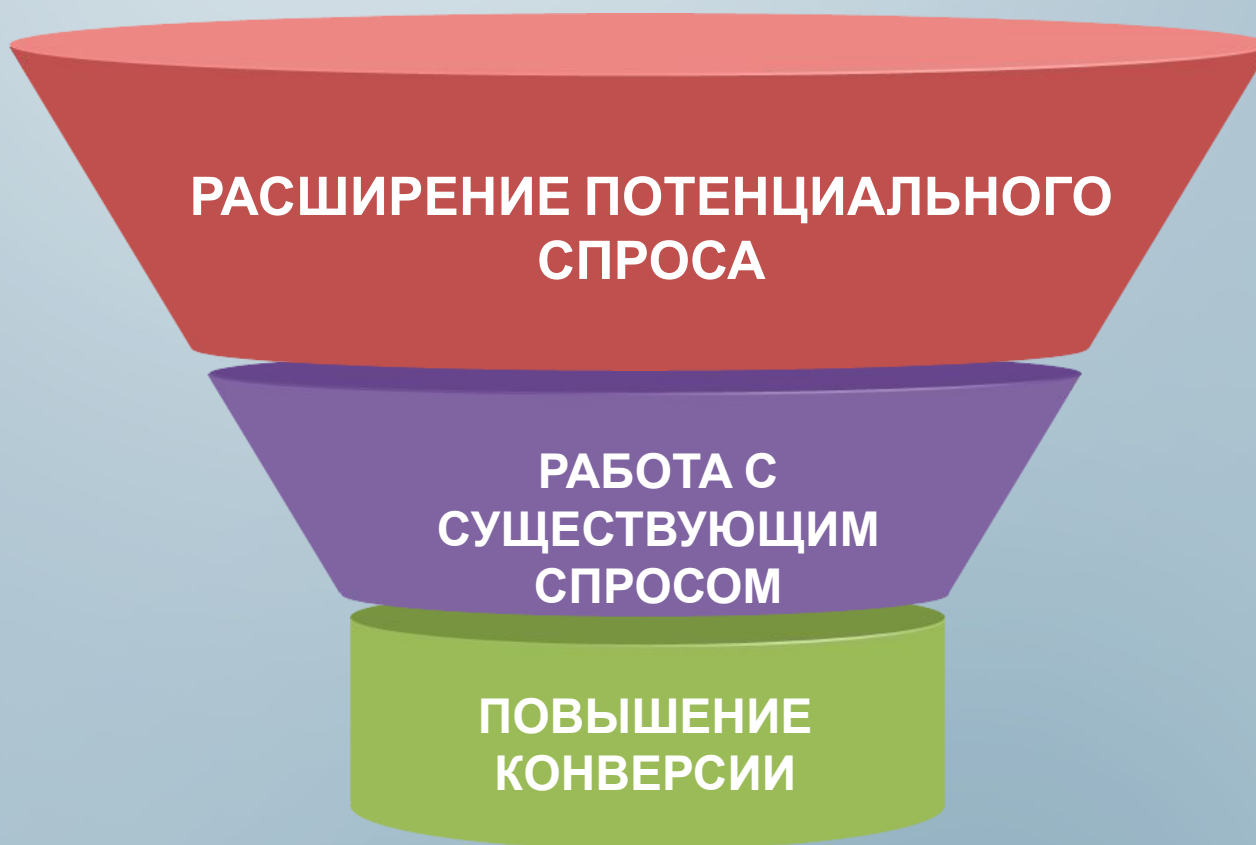 РАСШИРЕНИЕ ПОТЕНЦИАЛЬНОГО
СПРОСА
РАБОТА С
СУЩЕСТВУЮЩИМ
СПРОСОМ
ПОВЫШЕНИЕ
КОНВЕРСИИ